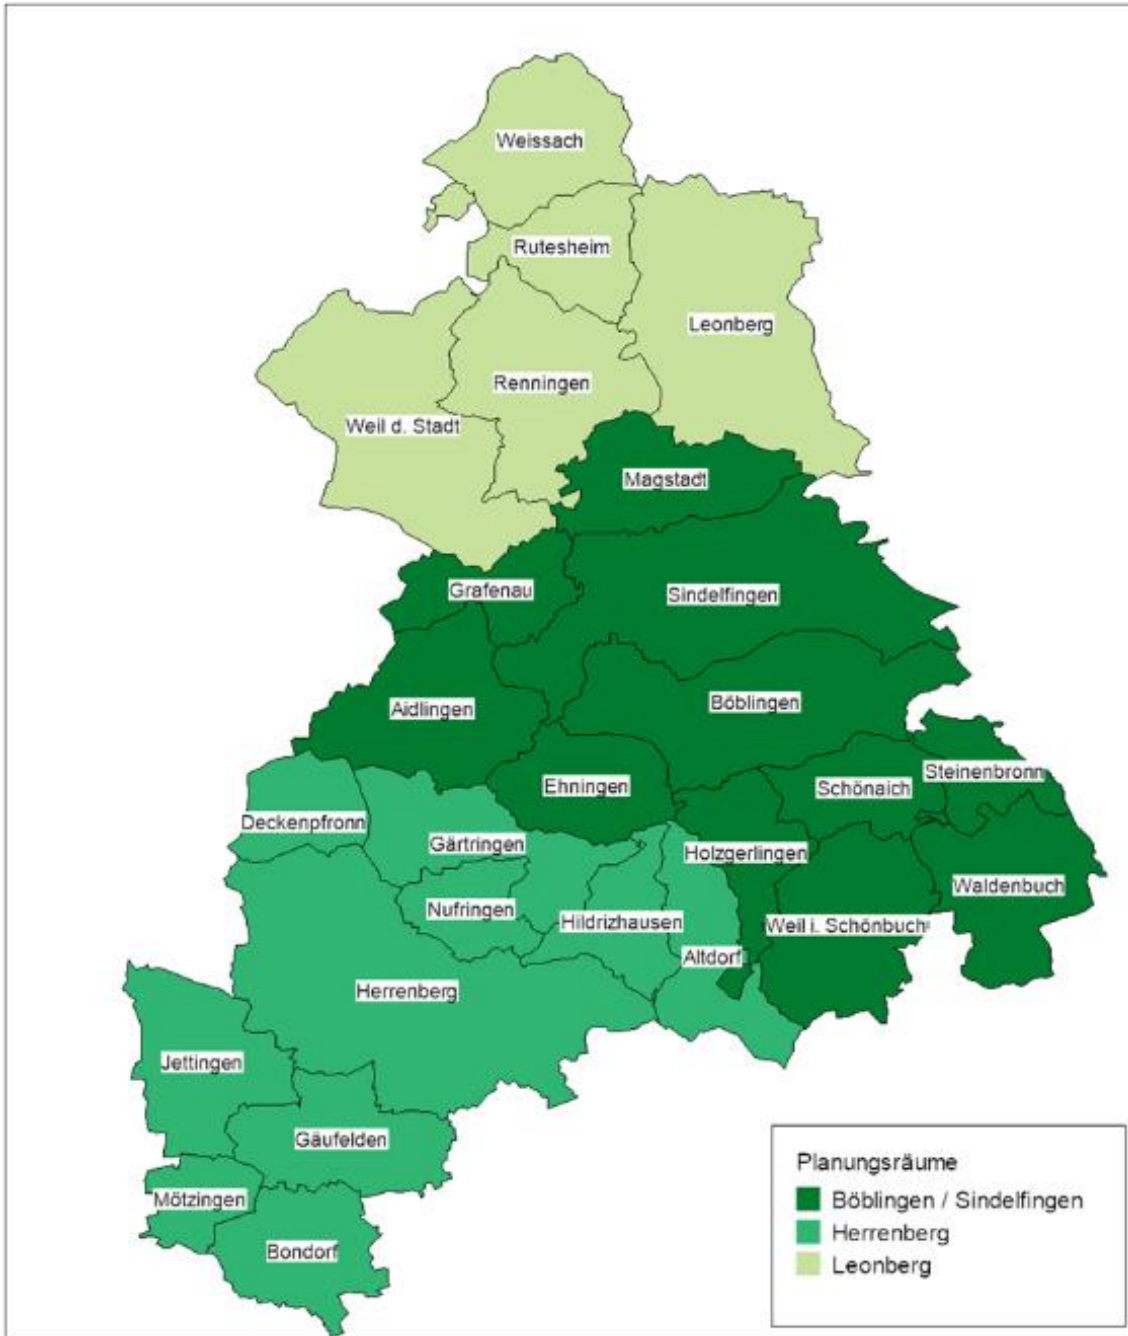 Weissach
Rutesheim
Leonberg
Renningen
Weil d. Stadt
Magstadt
Grafenau
Sindelfingen
Aidlingen
Böblingen
Ehningen
Schönaich
Steinenbronn
Deckenpfronn
Gärtringen
Holzgerlingen
Waldenbuch
Nufringen
Hildrizhausen
Weil i. Schönbuch
Altdorf
Herrenberg
Jettingen
Gäufelden
Mötzingen
Bondorf
Planungsräume
Böblingen / Sindelfingen
Herrenberg
Leonberg